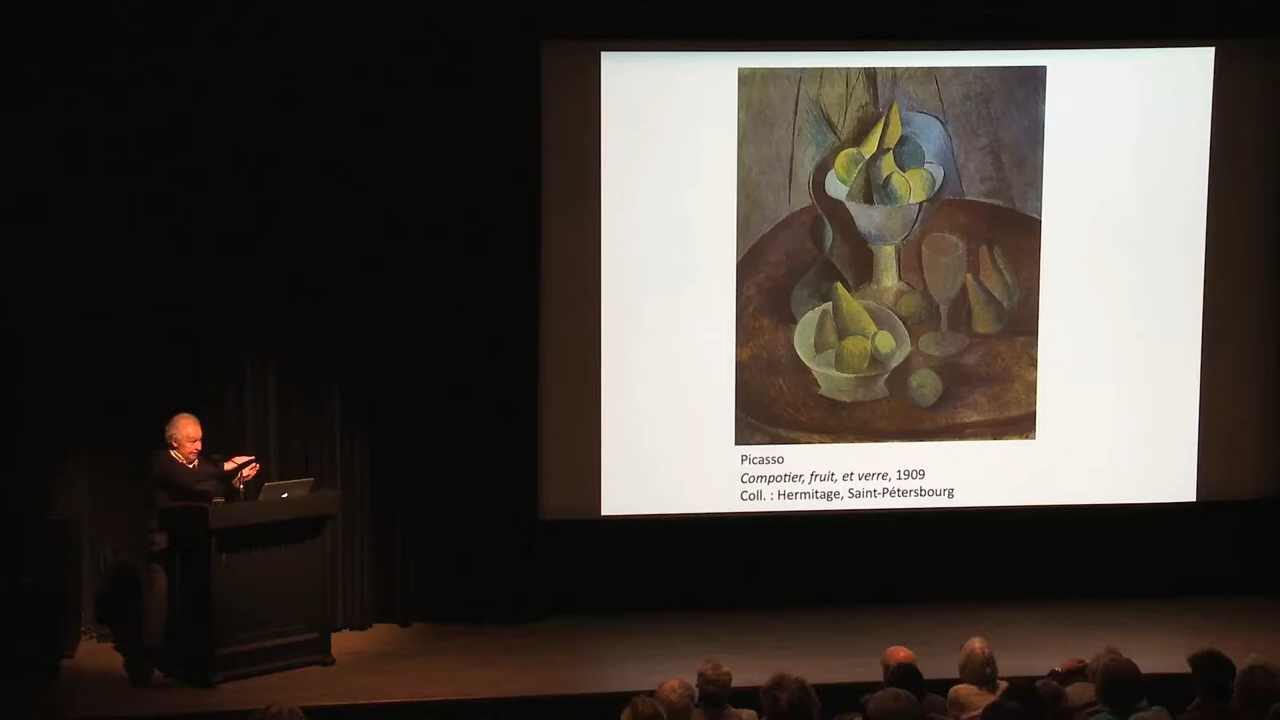 Picasso
Compotier, fruit, et verre, 1909
Coll. : Hermitage, Saint-Pétersbourg